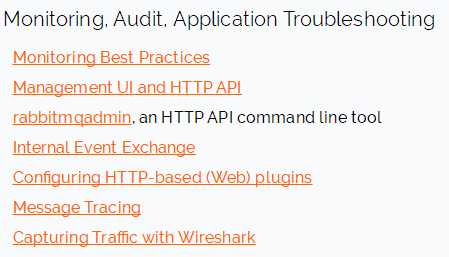 Monitoring, Audit, Application Troubleshooting
Monitoring Best Practices
Management UI and HTTP API
rabbitmqadmin, an HTTP API command line tool
Internal Event Exchange
Configuring HTTP-based (Web) plugins
Message Tracing
Capturing Traffic with Wireshark